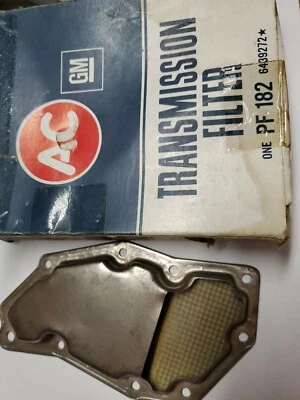 AC
GM
TRANSMISSION
FILTER
ONE PF 182 6439272★